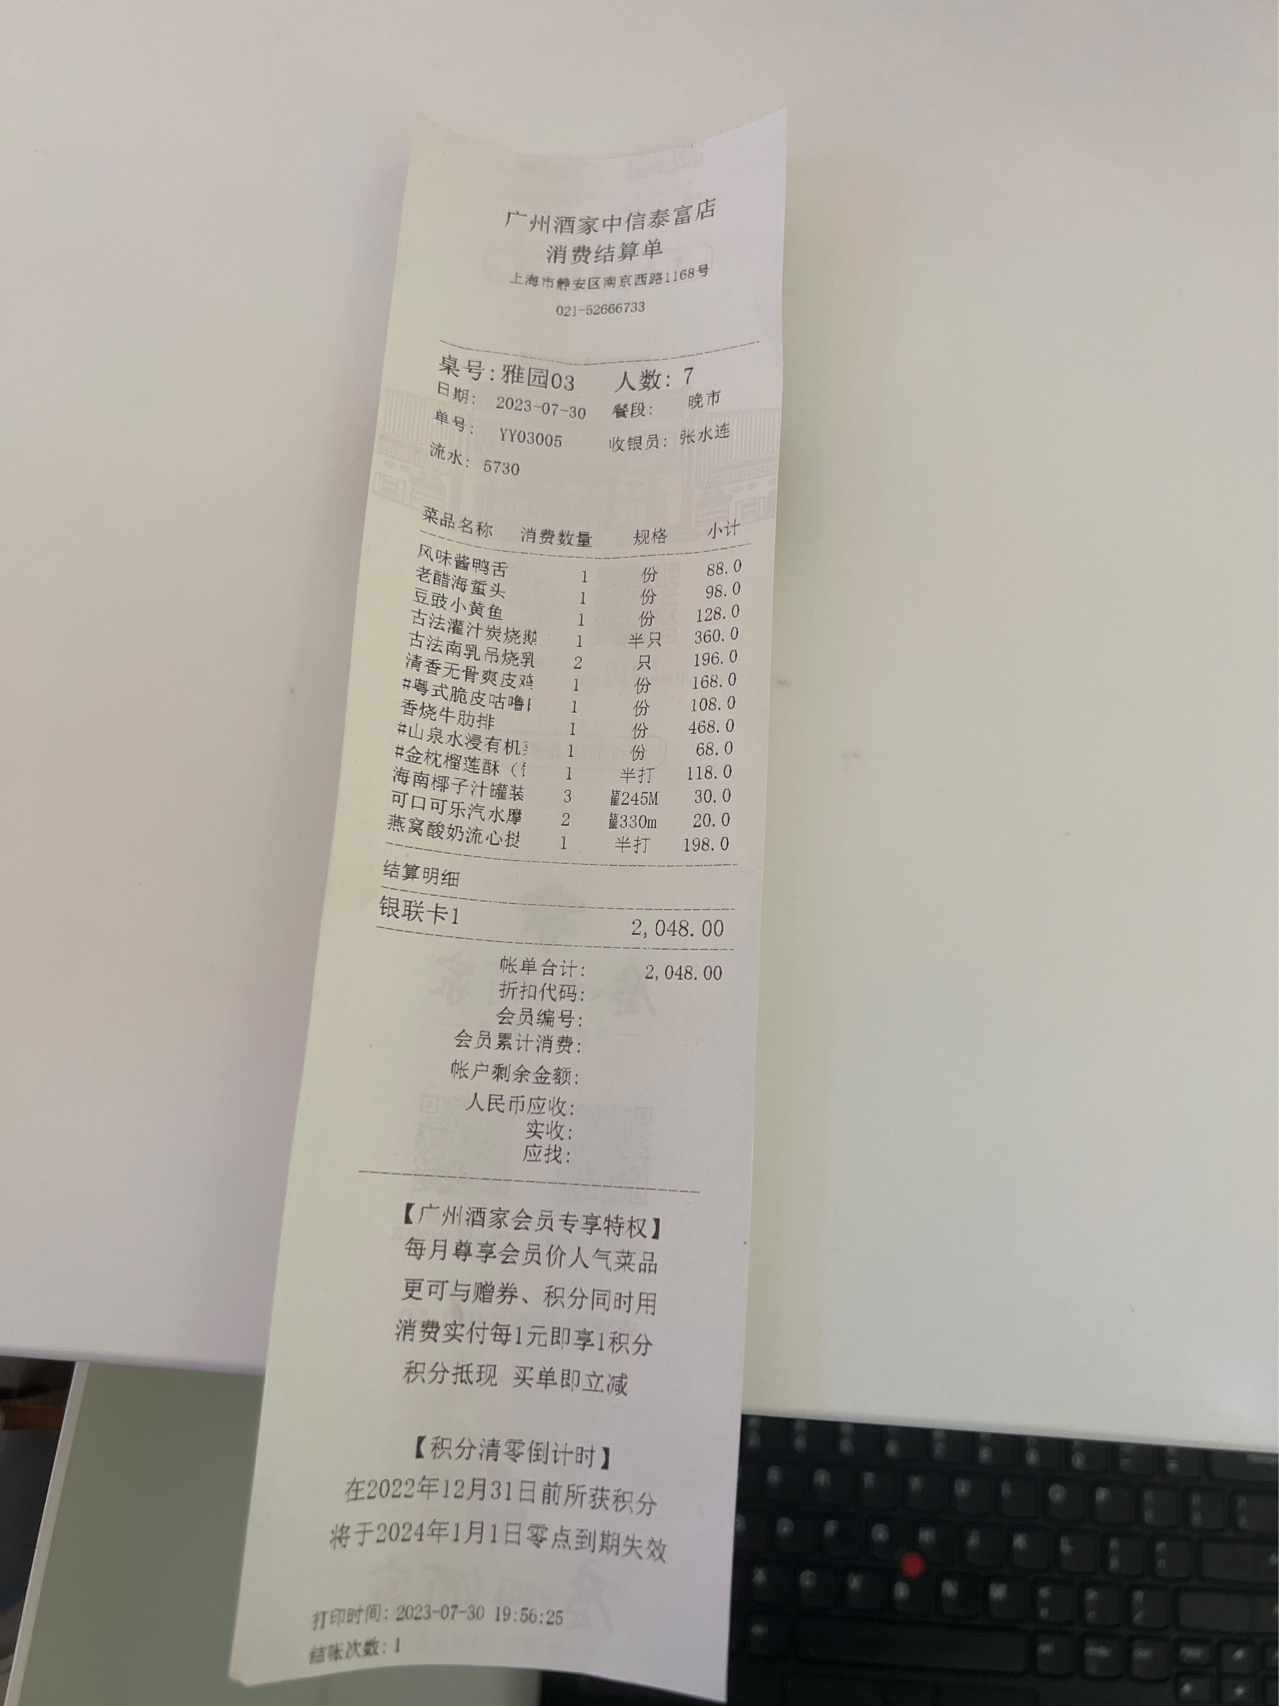 广州酒家中信泰富店
消费结算单
上海市静安区南京西路1168号
021-52666733
桌号:雅园03 人数: 7
日期: 2023-07-30 餐段: 晚市
单号: YY03005 收银员: 张水连
流水: 5730
菜品名称 消费数量 规格 小计
风味酱鸭舌 1 份 88.0
老醋海蜇头 1 份 98.0
豆豉小黄鱼 1 份 128.0
古法灌汁炭烧鹅 1 半只 360.0
古法南乳吊烧乳 2 只 196.0
清香无骨爽皮鸡 1 份 168.0
#粤式脆皮咕噜 1 份 108.0
香烧牛肋排 1 份 468.0
#山泉水浸有机 1 份 68.0
#金枕榴莲酥（ 1 半打 118.0
海南椰子汁罐装 3 罐245M 30.0
可口可乐汽水摩 2 罐330m 20.0
燕窝酸奶流心挞 1 半打 198.0
结算明细
银联卡1 2,048.00
帐单合计: 2,048.00
折扣代码:
会员编号:
会员累计消费:
帐户剩余金额:
人民币应收:
实收:
应找:
【广州酒家会员专享特权】
每月尊享会员价人气菜品
更可与赠券、积分同时用
消费实付每1元即享1积分
积分抵现 买单即立减
【积分清零倒计时】
在2022年12月31日前所获积分
将于2024年1月1日零点到期失效
打印时间: 2023-07-30 19:56:25
结账次数: 1